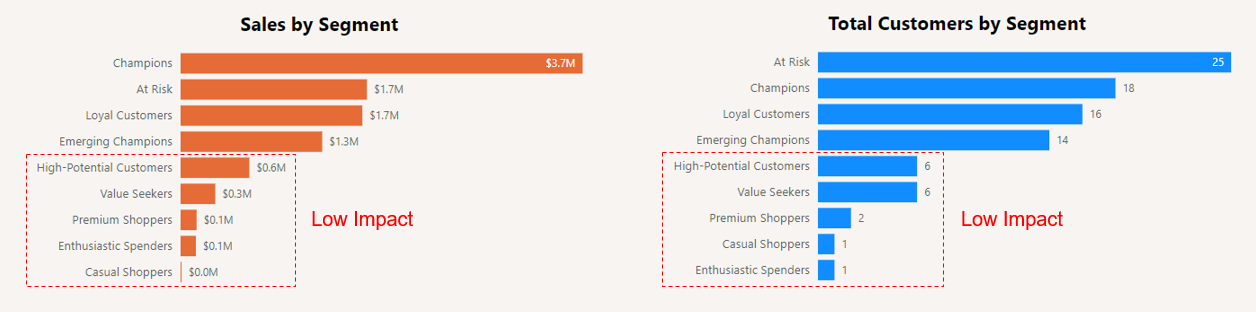 Sales by Segment
Champions $3.7M
At Risk $1.7M
Loyal Customers $1.7M
Emerging Champions $1.3M
High-Potential Customers $0.6M
Value Seekers $0.3M
Premium Shoppers $0.1M
Enthusiastic Spenders $0.1M
Casual Shoppers $0.0M
Low Impact
Total Customers by Segment
At Risk 25
Champions 18
Loyal Customers 16
Emerging Champions 14
High-Potential Customers 6
Value Seekers 6
Premium Shoppers 2
Casual Shoppers 1
Enthusiastic Spenders 1
Low Impact